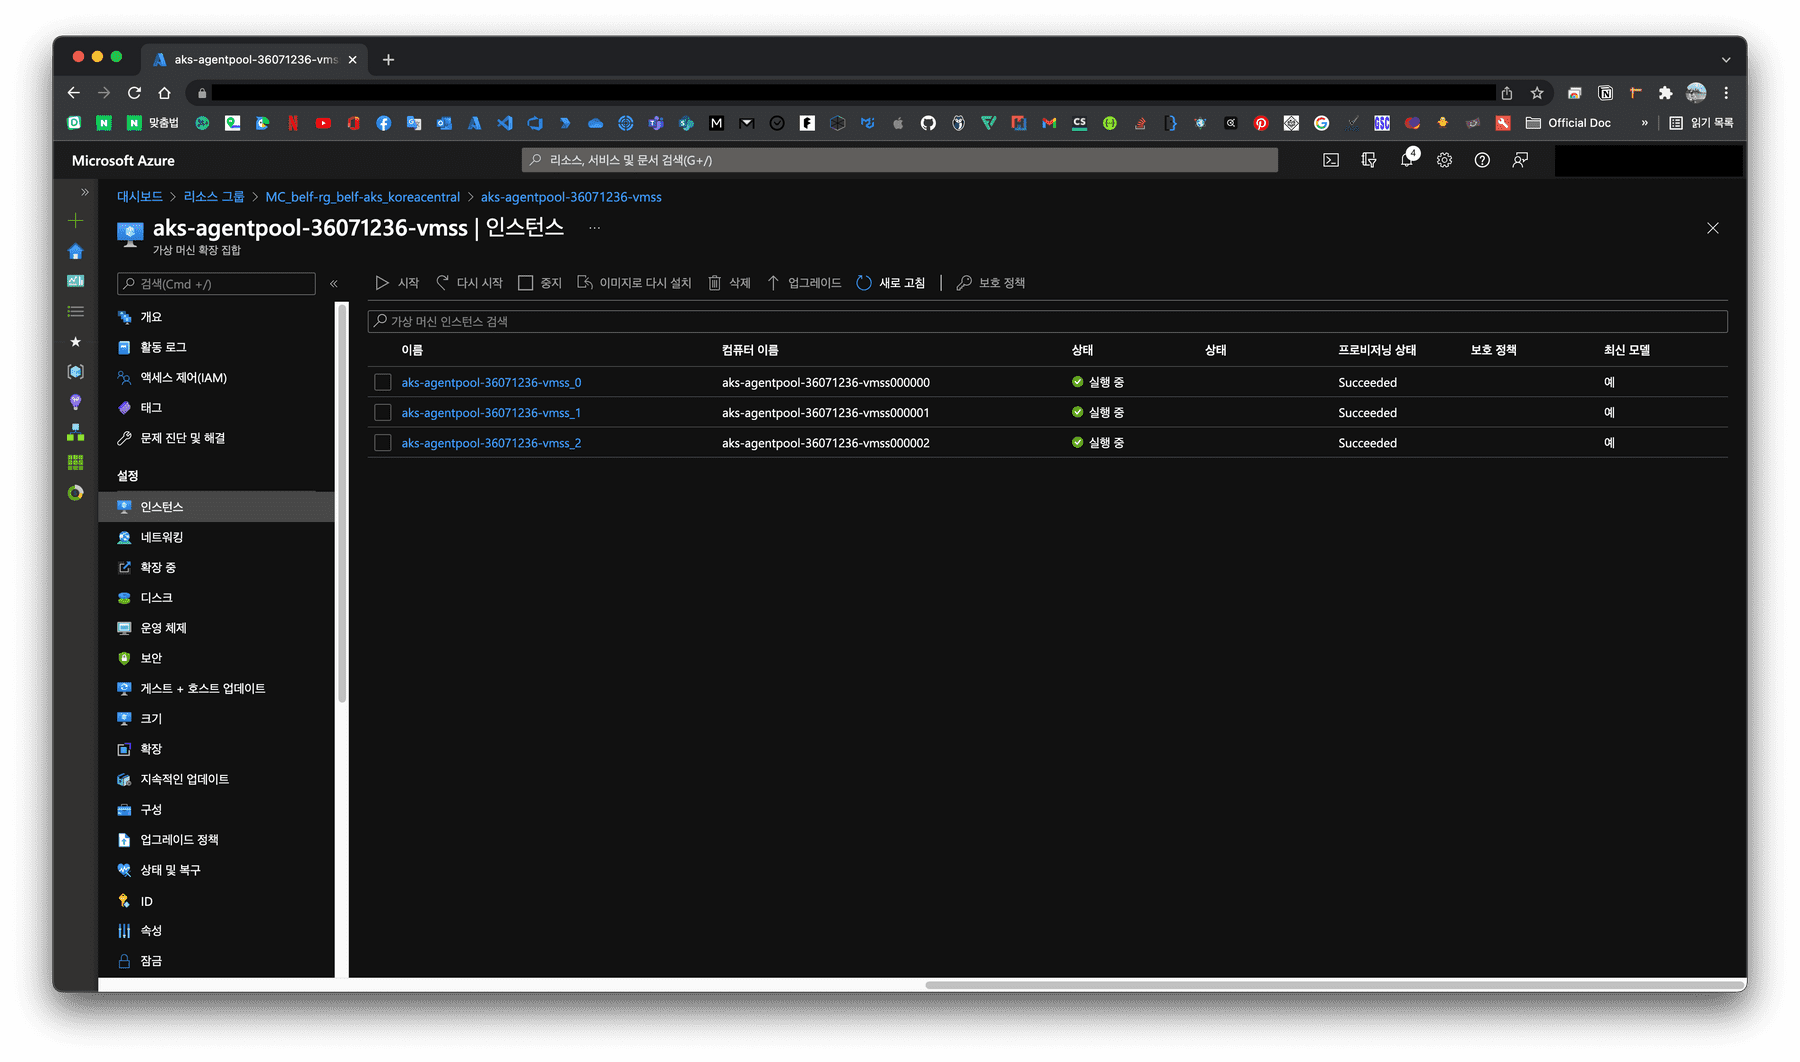 aks-agentpool-36071236-vms
맞춤법
Official Doc
»
읽기 목록
Microsoft Azure
리소스, 서비스 및 문서 검색(G+/)
4
대시보드 > 리소스 그룹 > MC_belf-rg_belf-aks_koreacentral > aks-agentpool-36071236-vmss
aks-agentpool-36071236-vmss | 인스턴스 ...
가상 머신 확장 집합
검색(Cmd +/)
시작 다시 시작 중지 이미지로 다시 설치 삭제 업그레이드 새로 고침 | 보호 정책
가상 머신 인스턴스 검색
이름 컴퓨터 이름 상태 상태 프로비저닝 상태 보호 정책 최신 모델
aks-agentpool-36071236-vmss_0 aks-agentpool-36071236-vmss000000 실행 중 Succeeded 예
aks-agentpool-36071236-vmss_1 aks-agentpool-36071236-vmss000001 실행 중 Succeeded 예
aks-agentpool-36071236-vmss_2 aks-agentpool-36071236-vmss000002 실행 중 Succeeded 예
개요
활동 로그
액세스 제어(IAM)
태그
문제 진단 및 해결
설정
인스턴스
네트워킹
확장 중
디스크
운영 체제
보안
게스트 + 호스트 업데이트
크기
확장
지속적인 업데이트
구성
업그레이드 정책
상태 및 복구
ID
속성
잠금